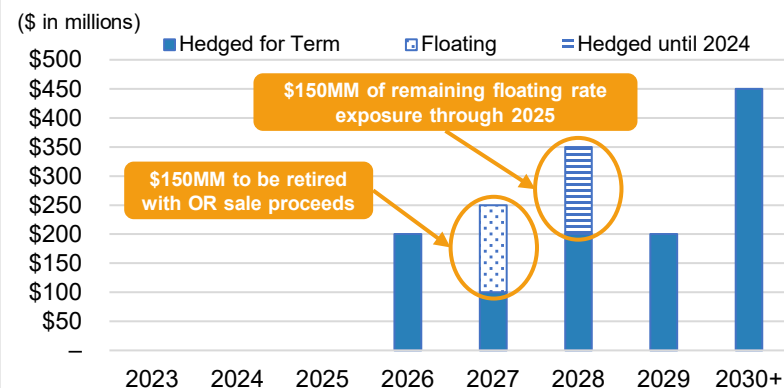 ($ in millions)
Hedged for Term Floating Hedged until 2024
$500
$450
$400
$350
$300
$250
$200
$150
$100
$50
–
$150MM of remaining floating rate
exposure through 2025
$150MM to be retired
with OR sale proceeds
2023 2024 2025 2026 2027 2028 2029 2030+